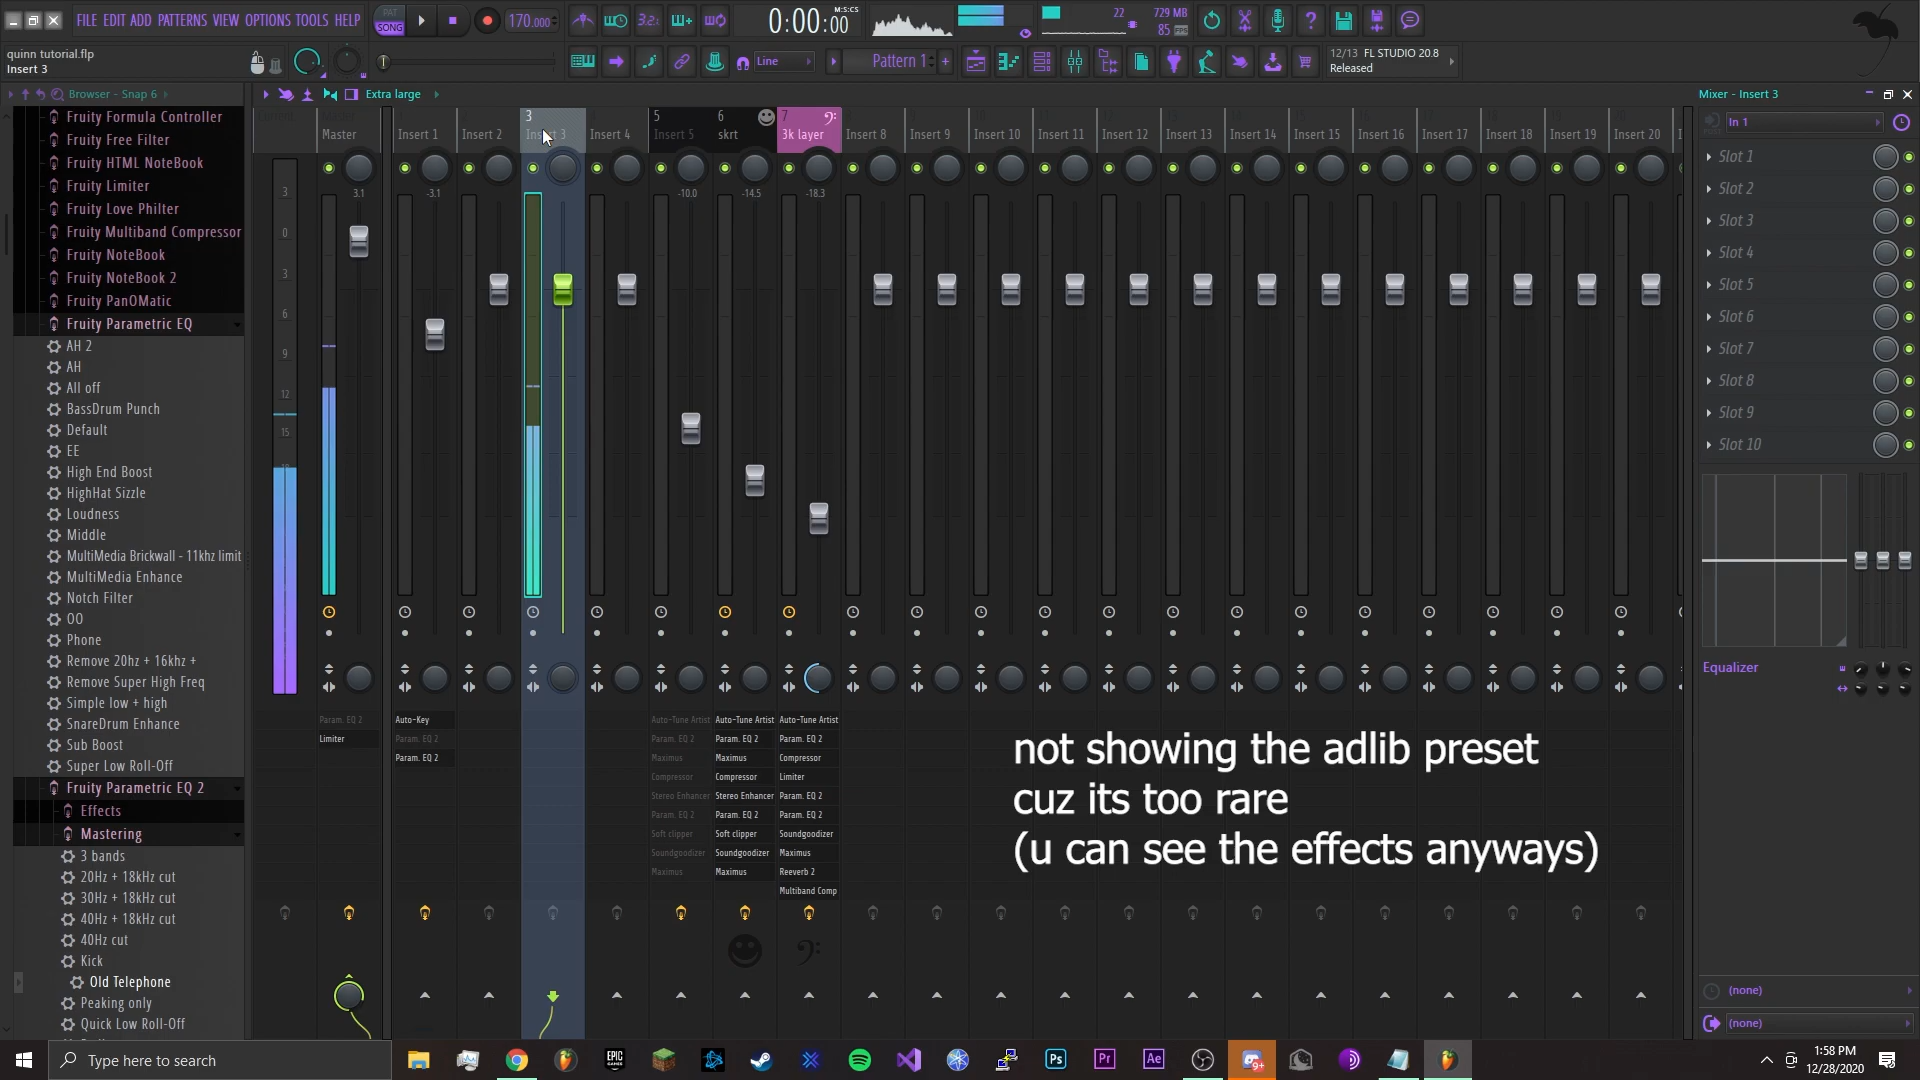 FILE EDIT ADD PATTERNS VIEW OPTIONS TOOLS HELP
PAT
SONG
170.000
3.2
0:00:00
M:S:CS
22
729 MB
85
quinn tutorial.flp
Insert 3
Line
Pattern 1
12/13 FL STUDIO 20.8
Released
Browser - Snap 6
Extra large
Mixer - Insert 3
Fruity Formula Controller
Fruity Free Filter
Fruity HTML NoteBook
Fruity Limiter
Fruity Love Philter
Fruity Multiband Compressor
Fruity NoteBook
Fruity NoteBook 2
Fruity PanOMatic
Fruity Parametric EQ
AH 2
AH
All off
BassDrum Punch
Default
EE
High End Boost
HighHat Sizzle
Loudness
Middle
MultiMedia Brickwall - 11khz limit
MultiMedia Enhance
Notch Filter
OO
Phone
Remove 20hz + 16khz +
Remove Super High Freq
Simple low + high
SnareDrum Enhance
Sub Boost
Super Low Roll-Off
Fruity Parametric EQ 2
Effects
Mastering
3 bands
20Hz + 18kHz cut
30Hz + 18kHz cut
40Hz + 18kHz cut
40Hz cut
Kick
Old Telephone
Peaking only
Quick Low Roll-Off
3 5 6 7
Master Insert 1 Insert 2 Insert 3 Insert 4 Insert 5 skrt 3k layer Insert 8 Insert 9 Insert 10 Insert 11 Insert 12 Insert 13 Insert 14 Insert 15 Insert 16 Insert 17 Insert 18 Insert 19 Insert 20
3.1 -3.1 -10.0 -14.5 -18.3
3
0
3
6
9
12
15
Param. EQ 2
Limiter
Auto-Key
Param. EQ 2
Param. EQ 2
Auto-Tune Artist
Param. EQ 2
Maximus
Compressor
Stereo Enhancer
Param. EQ 2
Soft clipper
Soundgoodizer
Maximus
Auto-Tune Artist
Param. EQ 2
Maximus
Compressor
Stereo Enhancer
Param. EQ 2
Soft clipper
Soundgoodizer
Maximus
Auto-Tune Artist
Param. EQ 2
Compressor
Limiter
Param. EQ 2
Param. EQ 2
Soundgoodizer
Maximus
Reeverb 2
Multiband Comp
not showing the adlib preset
cuz its too rare
(u can see the effects anyways)
In 1
Slot 1
Slot 2
Slot 3
Slot 4
Slot 5
Slot 6
Slot 7
Slot 8
Slot 9
Slot 10
Equalizer
(none)
(none)
Type here to search
EPIC GAMES
Ps
Pr
Ae
9+
1:58 PM
12/28/2020